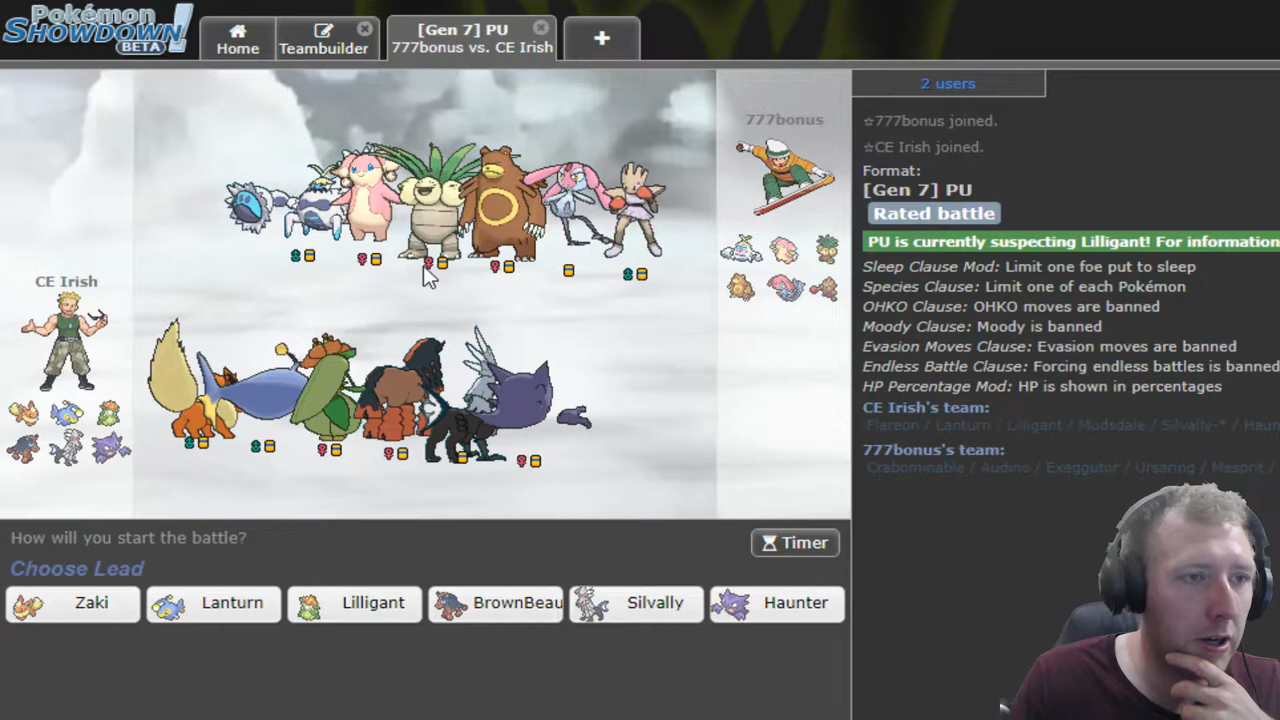 Pokémon
SHOWDOWN!
BETA
Home
Teambuilder
[Gen 7] PU
777bonus vs. CE Irish
+
2 users
777bonus
CE Irish
☆777bonus joined.
☆CE Irish joined.
Format:
[Gen 7] PU
Rated battle
PU is currently suspecting Lilligant! For information
Sleep Clause Mod: Limit one foe put to sleep
Species Clause: Limit one of each Pokémon
OHKO Clause: OHKO moves are banned
Moody Clause: Moody is banned
Evasion Moves Clause: Evasion moves are banned
Endless Battle Clause: Forcing endless battles is banned
HP Percentage Mod: HP is shown in percentages
CE Irish's team:
Flareon / Lanturn / Lilligant / Mudsdale / Silvally-* / Haun
777bonus's team:
Crabominable / Audino / Exeggutor / Ursaring / Mesprit /
How will you start the battle?
Timer
Choose Lead
Zaki
Lanturn
Lilligant
BrownBeau
Silvally
Haunter